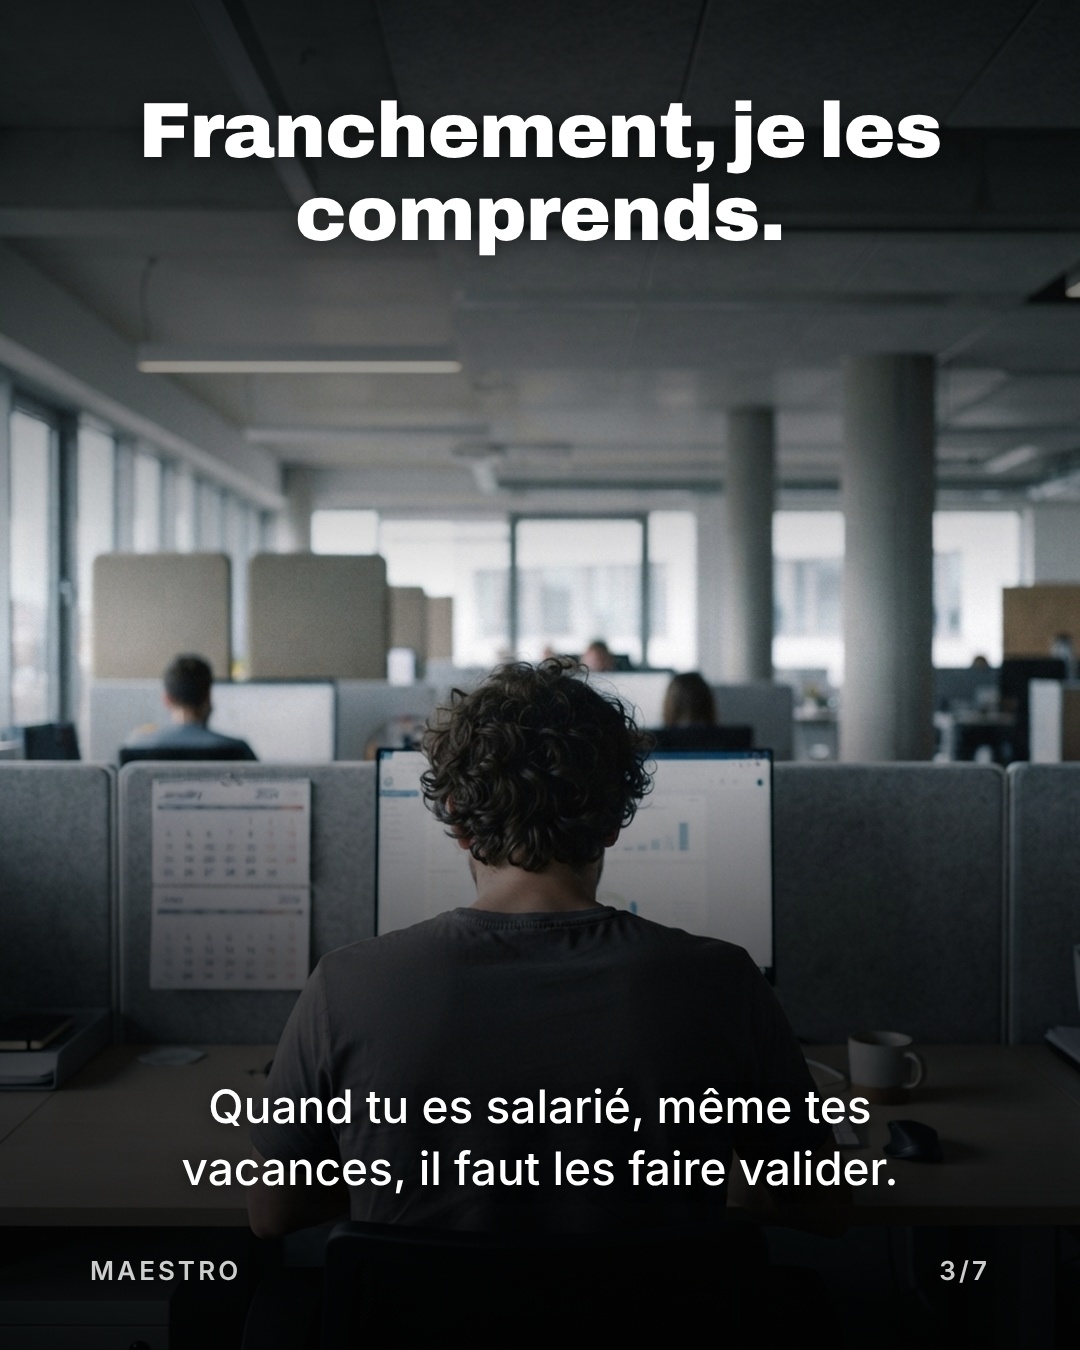 Franchement, je les
comprends.
Quand tu es salarié, même tes
vacances, il faut les faire valider.
MAESTRO
3/7